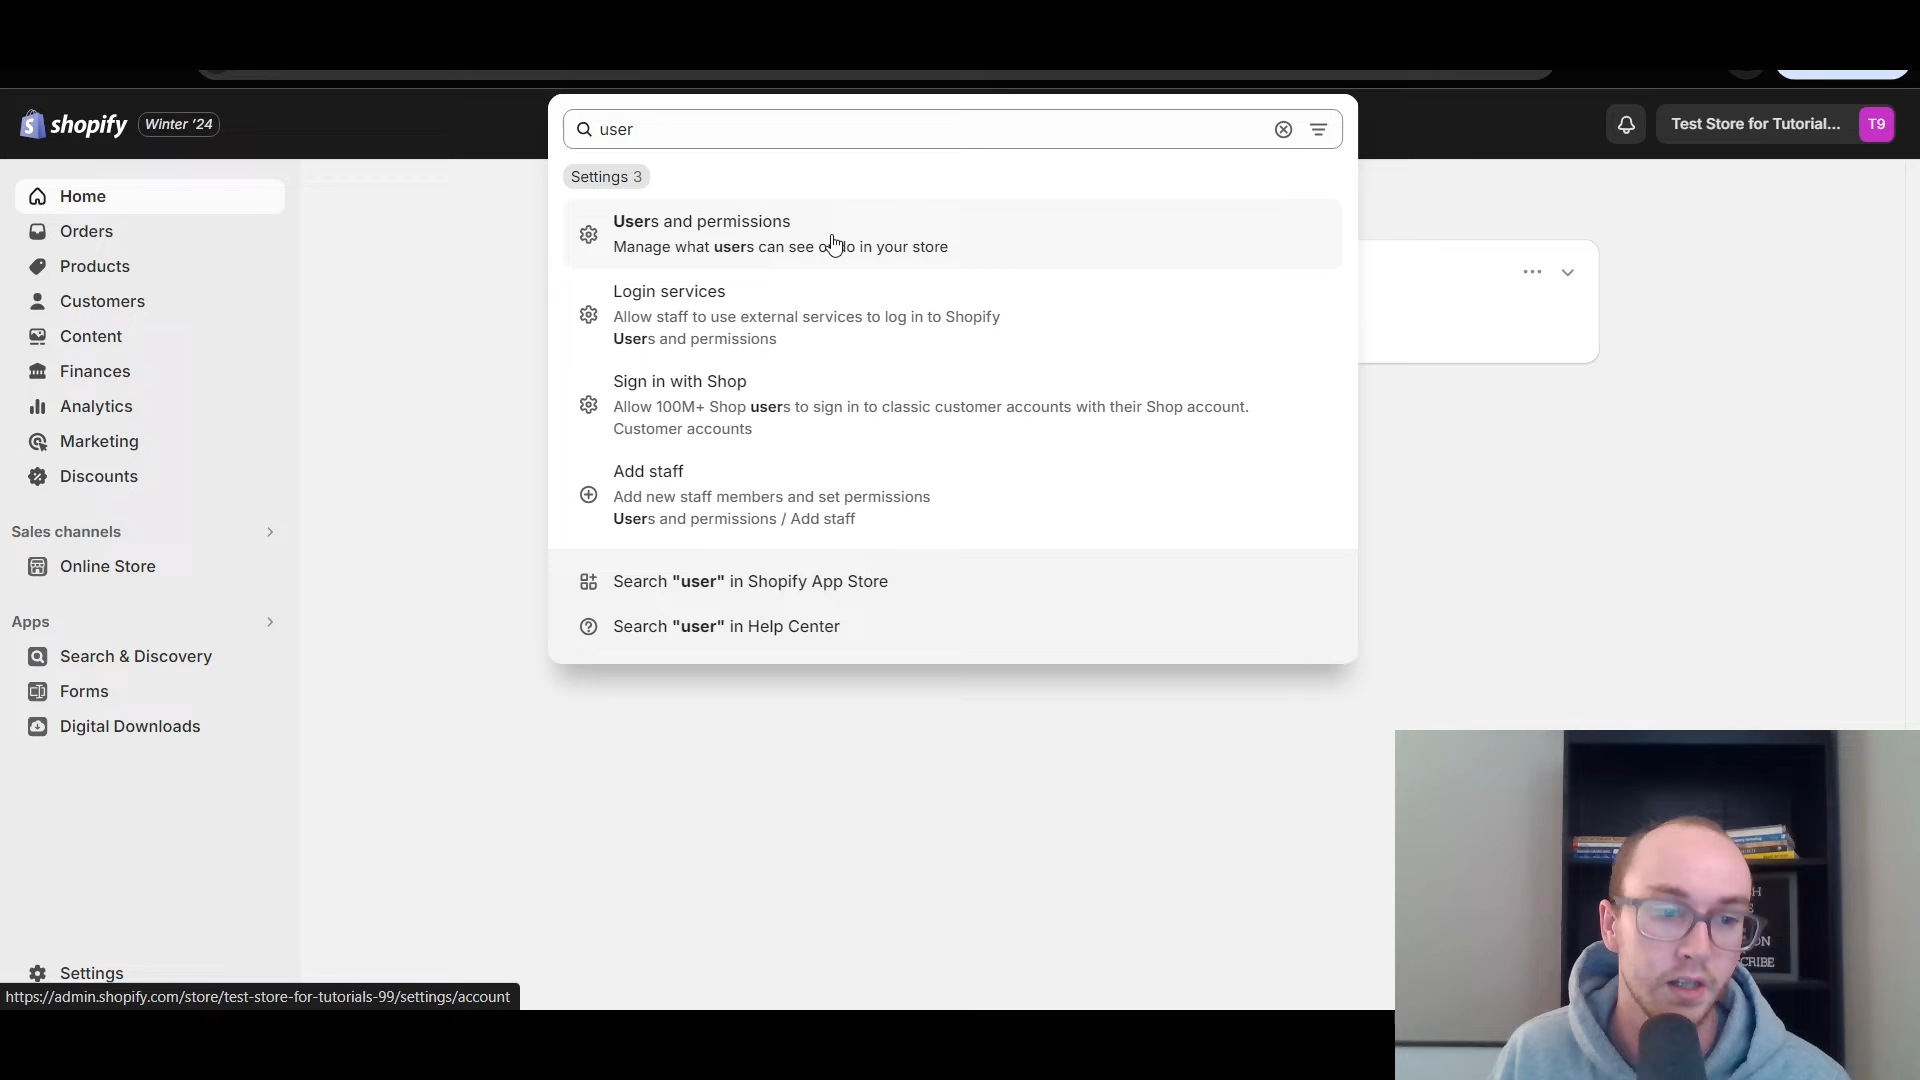 shopify
Winter '24
user
Test Store for Tutorial...
T9
Settings 3
Users and permissions
Manage what users can see o do in your store
Login services
Allow staff to use external services to log in to Shopify
Users and permissions
Sign in with Shop
Allow 100M+ Shop users to sign in to classic customer accounts with their Shop account.
Customer accounts
Add staff
Add new staff members and set permissions
Users and permissions / Add staff
Search "user" in Shopify App Store
Search "user" in Help Center
Home
Orders
Products
Customers
Content
Finances
Analytics
Marketing
Discounts
Sales channels
Online Store
Apps
Search & Discovery
Forms
Digital Downloads
Settings
https://admin.shopify.com/store/test-store-for-tutorials-99/settings/account